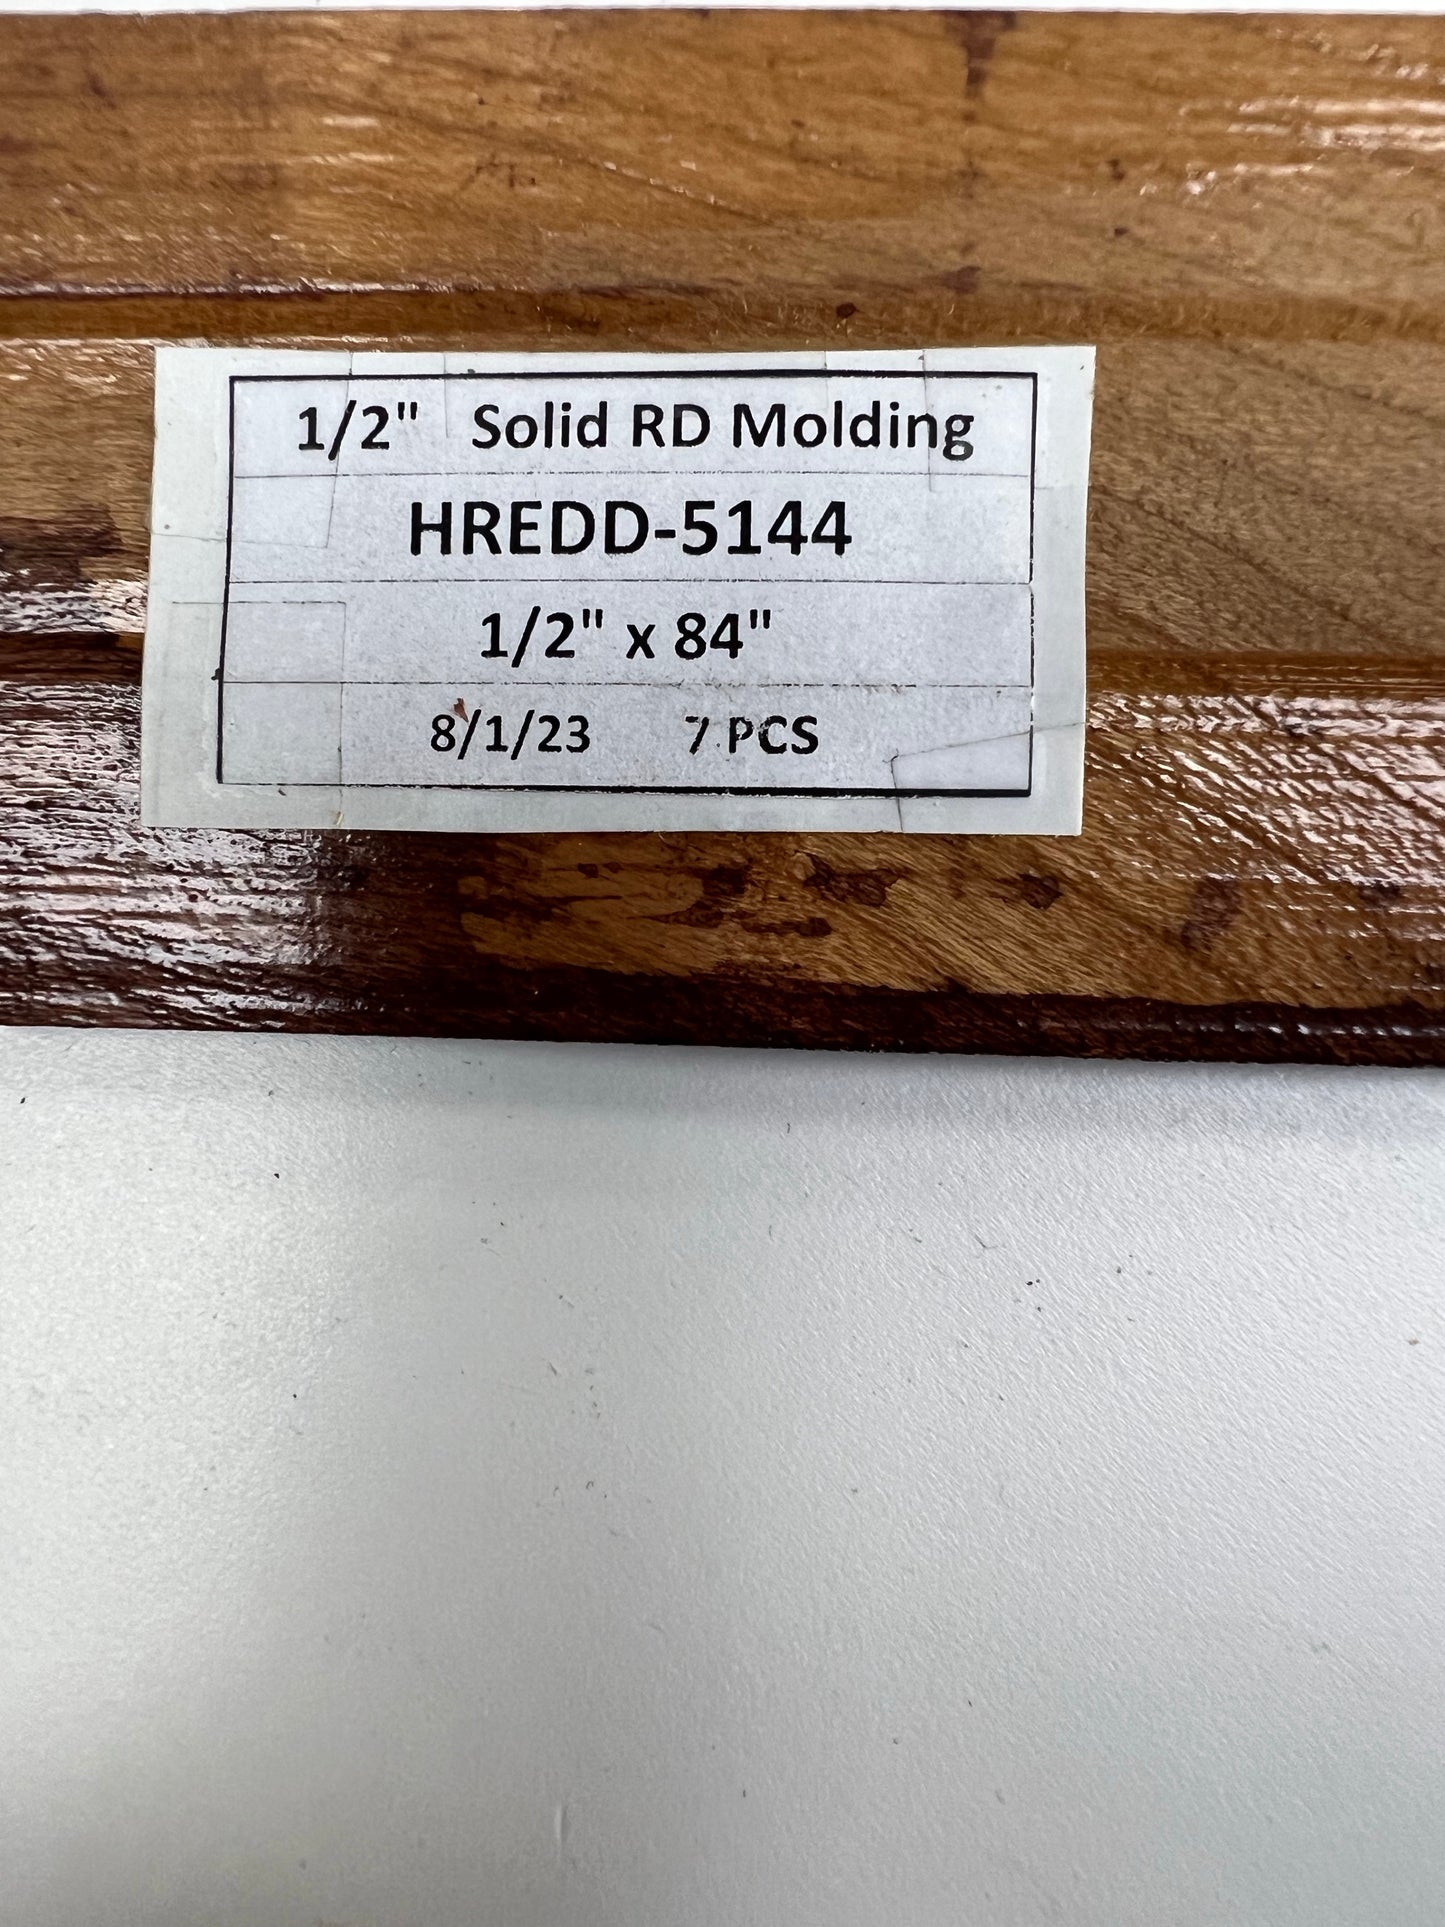 1/2" Solid RD Molding
HREDD-5144
1/2" x 84"
8/1/23 7 PCS